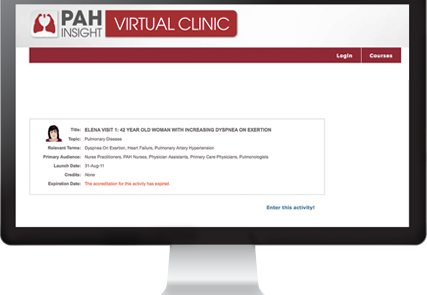 PAH
INSIGHT
VIRTUAL CLINIC
Login Courses
Title: ELENA VISIT 1: 42 YEAR OLD WOMAN WITH INCREASING DYSPNEA ON EXERTION
Topic: Pulmonary Disease
Relevant Terms: Dyspnea On Exertion, Heart Failure, Pulmonary Artery Hypertension
Primary Audience: Nurse Practitioners, PAH Nurses, Physician Assistants, Primary Care Physicians, Pulmonologists
Launch Date: 31-Aug-11
Credits: None
Expiration Date: The accreditation for this activity has expired.
Enter this activity!